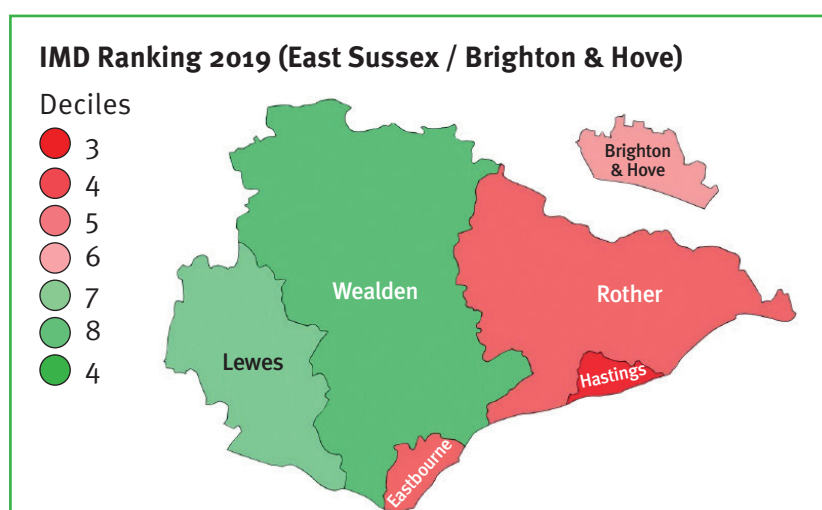 IMD Ranking 2019 (East Sussex / Brighton & Hove)
Deciles
3
4
5
6
7
8
4
Brighton
& Hove
Wealden
Rother
Lewes
Hastings
Eastbourne